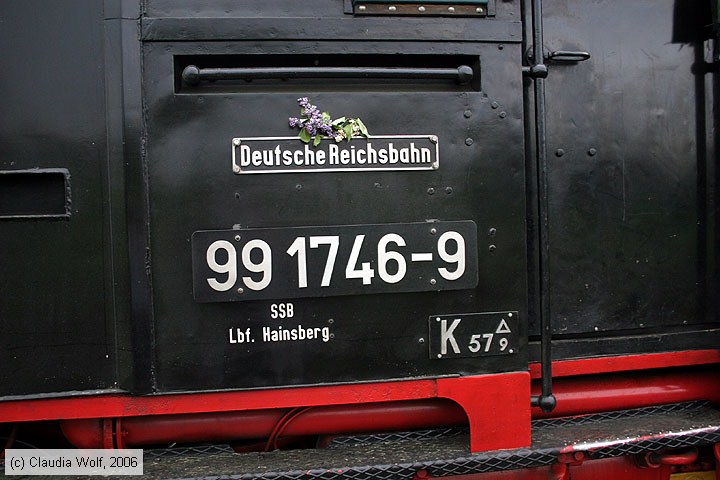 Deutsche Reichsbahn
99 1746-9
SSB
Lbf. Hainsberg
K 57 9
(c) Claudia Wolf, 2006